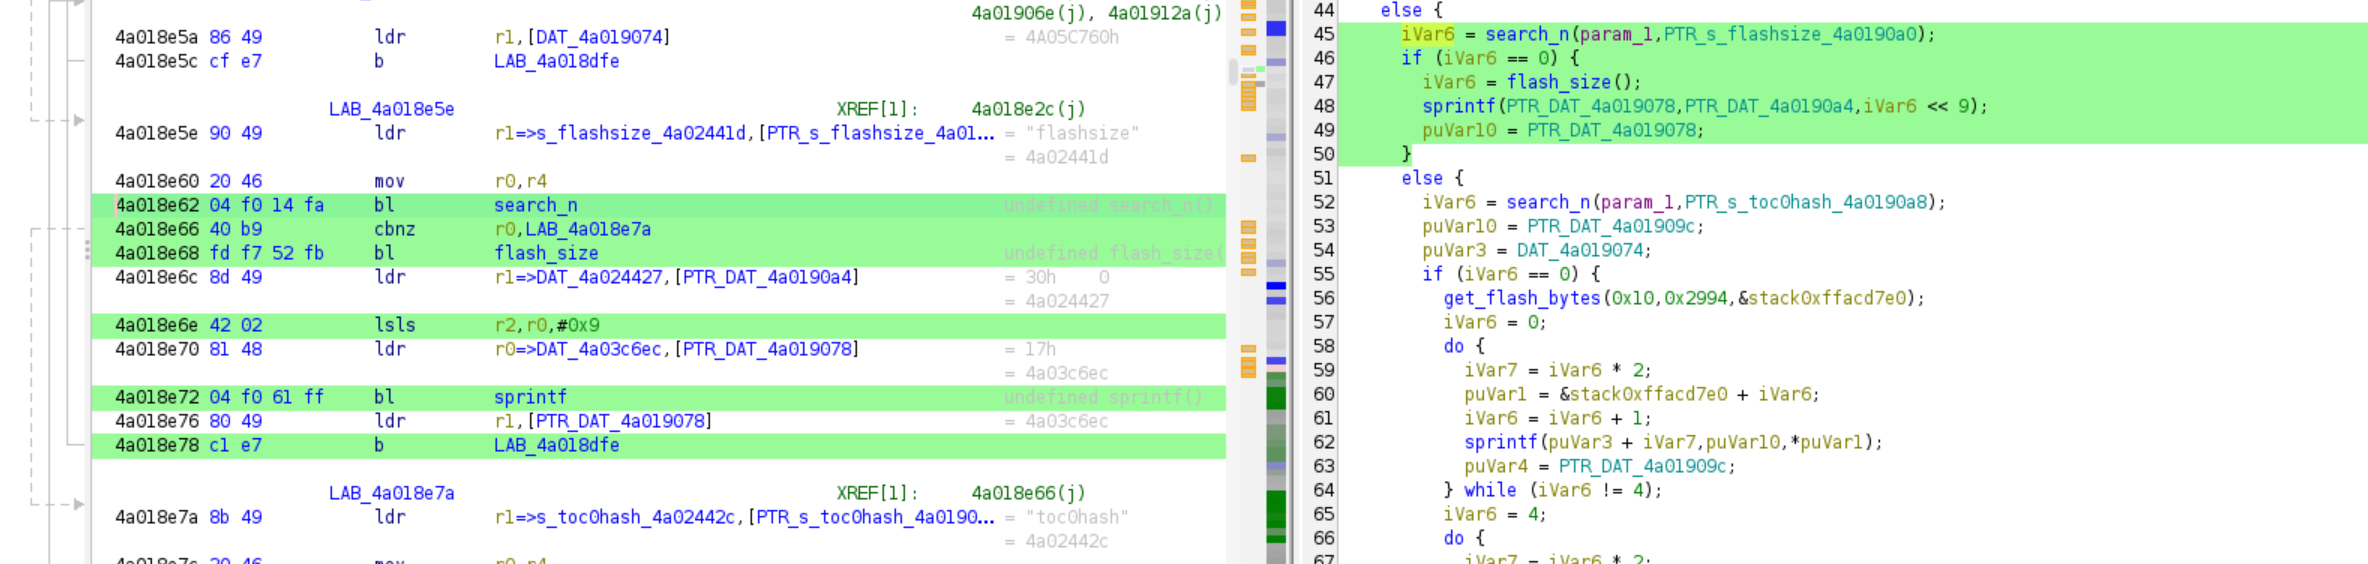 4a01906e(j), 4a01912a(j)
4a018e5a 86 49 ldr r1,[DAT_4a019074] = 4A05C760h
4a018e5c cf e7 b LAB_4a018dfe
LAB_4a018e5e XREF[1]: 4a018e2c(j)
4a018e5e 90 49 ldr r1=>s_flashsize_4a02441d,[PTR_s_flashsize_4a01... = "flashsize"
= 4a02441d
4a018e60 20 46 mov r0,r4
4a018e62 04 f0 14 fa bl search_n undefined search_n()
4a018e66 40 b9 cbnz r0,LAB_4a018e7a
4a018e68 fd f7 52 fb bl flash_size undefined flash_size(
4a018e6c 8d 49 ldr r1=>DAT_4a024427,[PTR_DAT_4a0190a4] = 30h 0
= 4a024427
4a018e6e 42 02 lsls r2,r0,#0x9
4a018e70 81 48 ldr r0=>DAT_4a03c6ec,[PTR_DAT_4a019078] = 17h
= 4a03c6ec
4a018e72 04 f0 61 ff bl sprintf undefined sprintf()
4a018e76 80 49 ldr r1,[PTR_DAT_4a019078] = 4a03c6ec
4a018e78 c1 e7 b LAB_4a018dfe
LAB_4a018e7a XREF[1]: 4a018e66(j)
4a018e7a 8b 49 ldr r1=>s_toc0hash_4a02442c,[PTR_s_toc0hash_4a0190... = "toc0hash"
= 4a02442c
44 else {
45 iVar6 = search_n(param_1,PTR_s_flashsize_4a0190a0);
46 if (iVar6 == 0) {
47 iVar6 = flash_size();
48 sprintf(PTR_DAT_4a019078,PTR_DAT_4a0190a4,iVar6 << 9);
49 puVar10 = PTR_DAT_4a019078;
50 }
51 else {
52 iVar6 = search_n(param_1,PTR_s_toc0hash_4a0190a8);
53 puVar10 = PTR_DAT_4a01909c;
54 puVar3 = DAT_4a019074;
55 if (iVar6 == 0) {
56 get_flash_bytes(0x10,0x2994,&stack0xffacd7e0);
57 iVar6 = 0;
58 do {
59 iVar7 = iVar6 * 2;
60 puVar1 = &stack0xffacd7e0 + iVar6;
61 iVar6 = iVar6 + 1;
62 sprintf(puVar3 + iVar7,puVar10,*puVar1);
63 puVar4 = PTR_DAT_4a01909c;
64 } while (iVar6 != 4);
65 iVar6 = 4;
66 do {